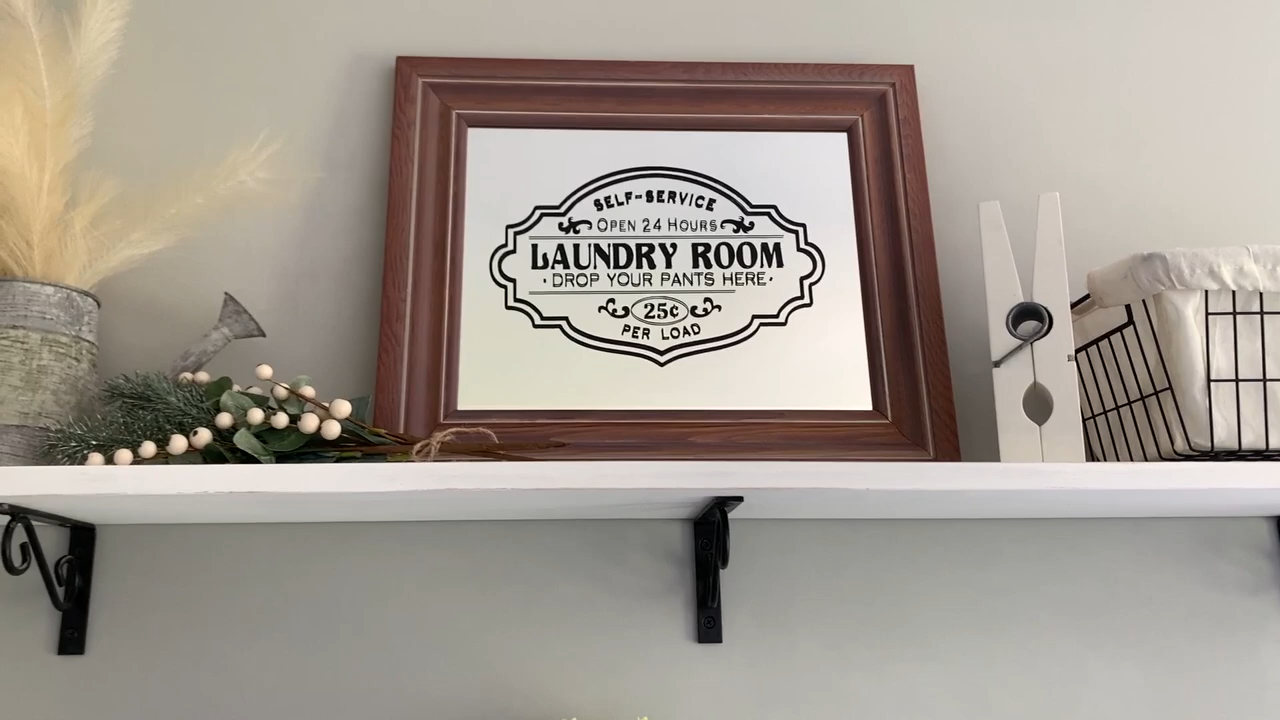 SELF-SERVICE
OPEN 24 HOURS
LAUNDRY ROOM
· DROP YOUR PANTS HERE ·
25¢
PER LOAD